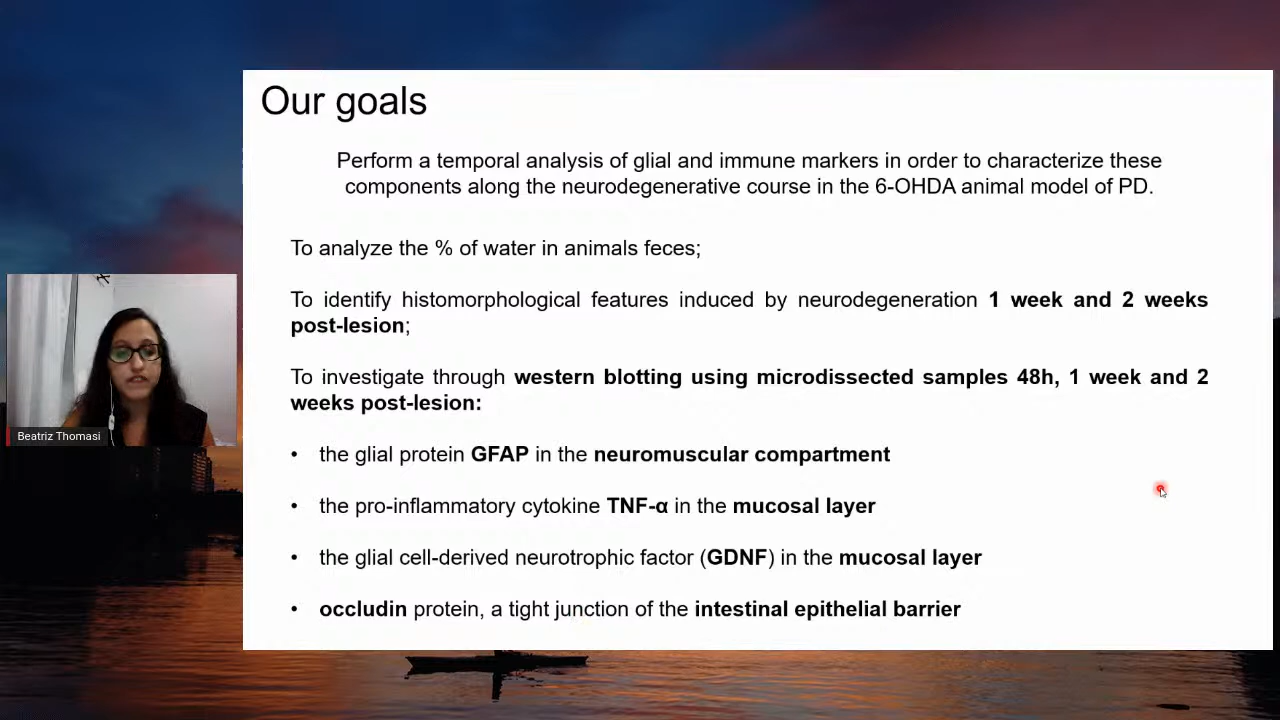 Our goals
Perform a temporal analysis of glial and immune markers in order to characterize these
components along the neurodegenerative course in the 6-OHDA animal model of PD.
To analyze the % of water in animals feces;
To identify histomorphological features induced by neurodegeneration 1 week and 2 weeks
post-lesion;
To investigate through western blotting using microdissected samples 48h, 1 week and 2
weeks post-lesion:
• the glial protein GFAP in the neuromuscular compartment
• the pro-inflammatory cytokine TNF-α in the mucosal layer
• the glial cell-derived neurotrophic factor (GDNF) in the mucosal layer
• occludin protein, a tight junction of the intestinal epithelial barrier
Beatriz Thomasi